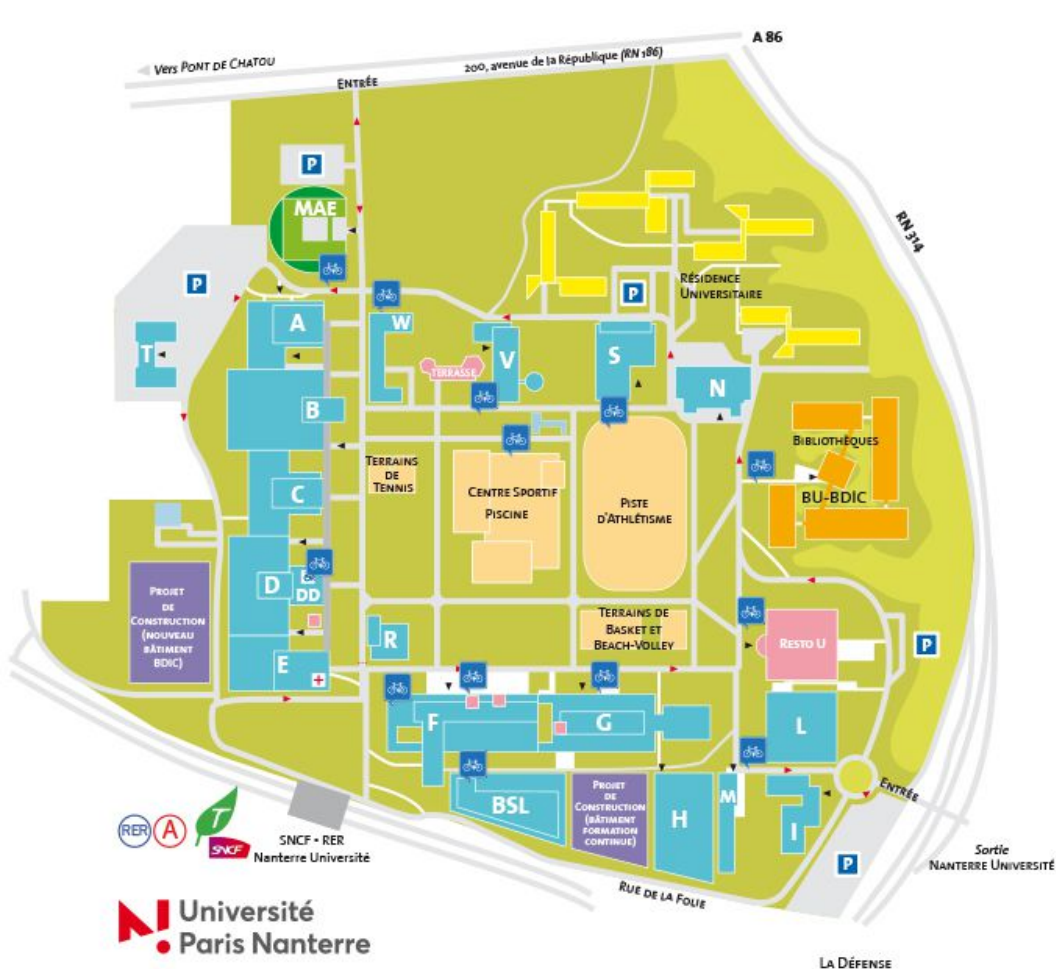 A 86
Vers Pont de Chatou
200, avenue de la République (RN 186)
Entrée
P
MAE
RN 314
P
Résidence
Universitaire
P
A
W
T
V
S
Terrasse
N
B
Bibliothèques
BU-BDIC
Terrains
de
Tennis
Centre Sportif
Piscine
Piste
d'Athlétisme
C
D
DD
Projet
de
Construction
(nouveau
bâtiment
BDIC)
Terrains de
Basket et
Beach-Volley
R
Resto U
P
E
F
G
L
BSL
Projet
de
Construction
(bâtiment
formation
continue)
H
M
I
Entrée
P
Sortie
Nanterre Université
RER
A
T
SNCF
SNCF • RER
Nanterre Université
Rue de la Folie
Université
Paris Nanterre
La Défense